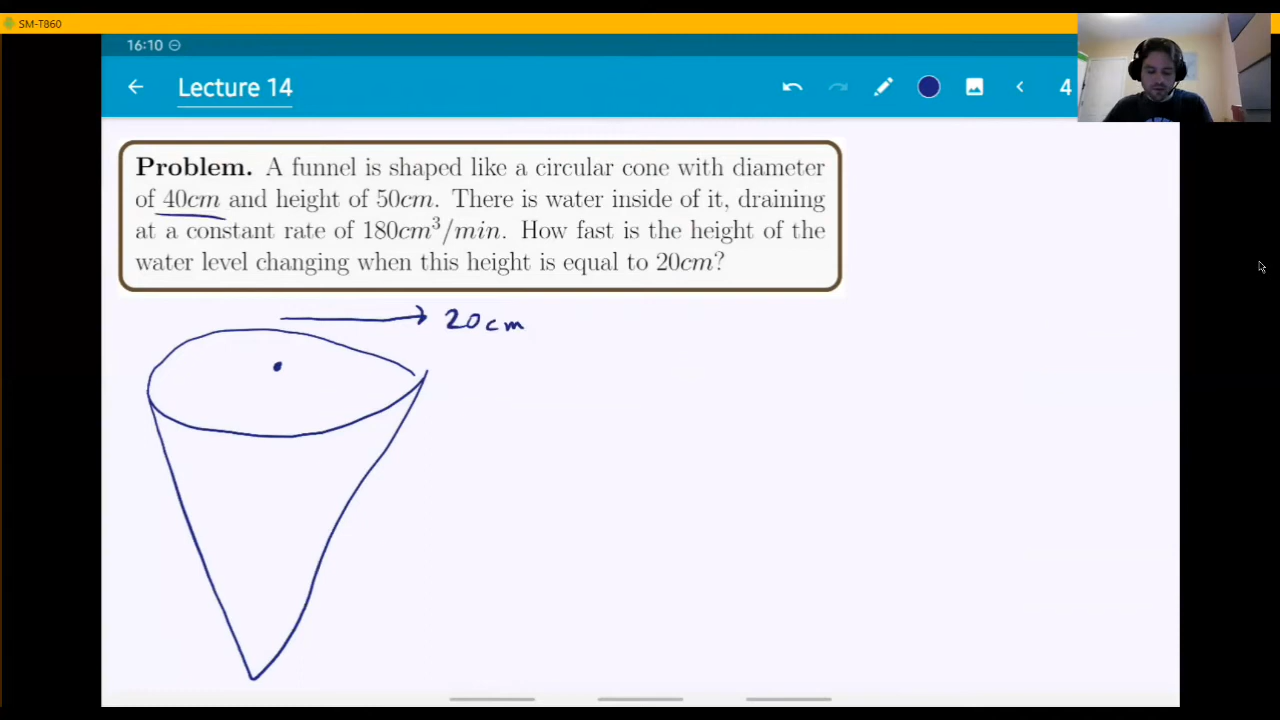 SM-T860
16:10
Lecture 14
4
Problem. A funnel is shaped like a circular cone with diameter
of 40cm and height of 50cm. There is water inside of it, draining
at a constant rate of 180cm³/min. How fast is the height of the
water level changing when this height is equal to 20cm?
20cm